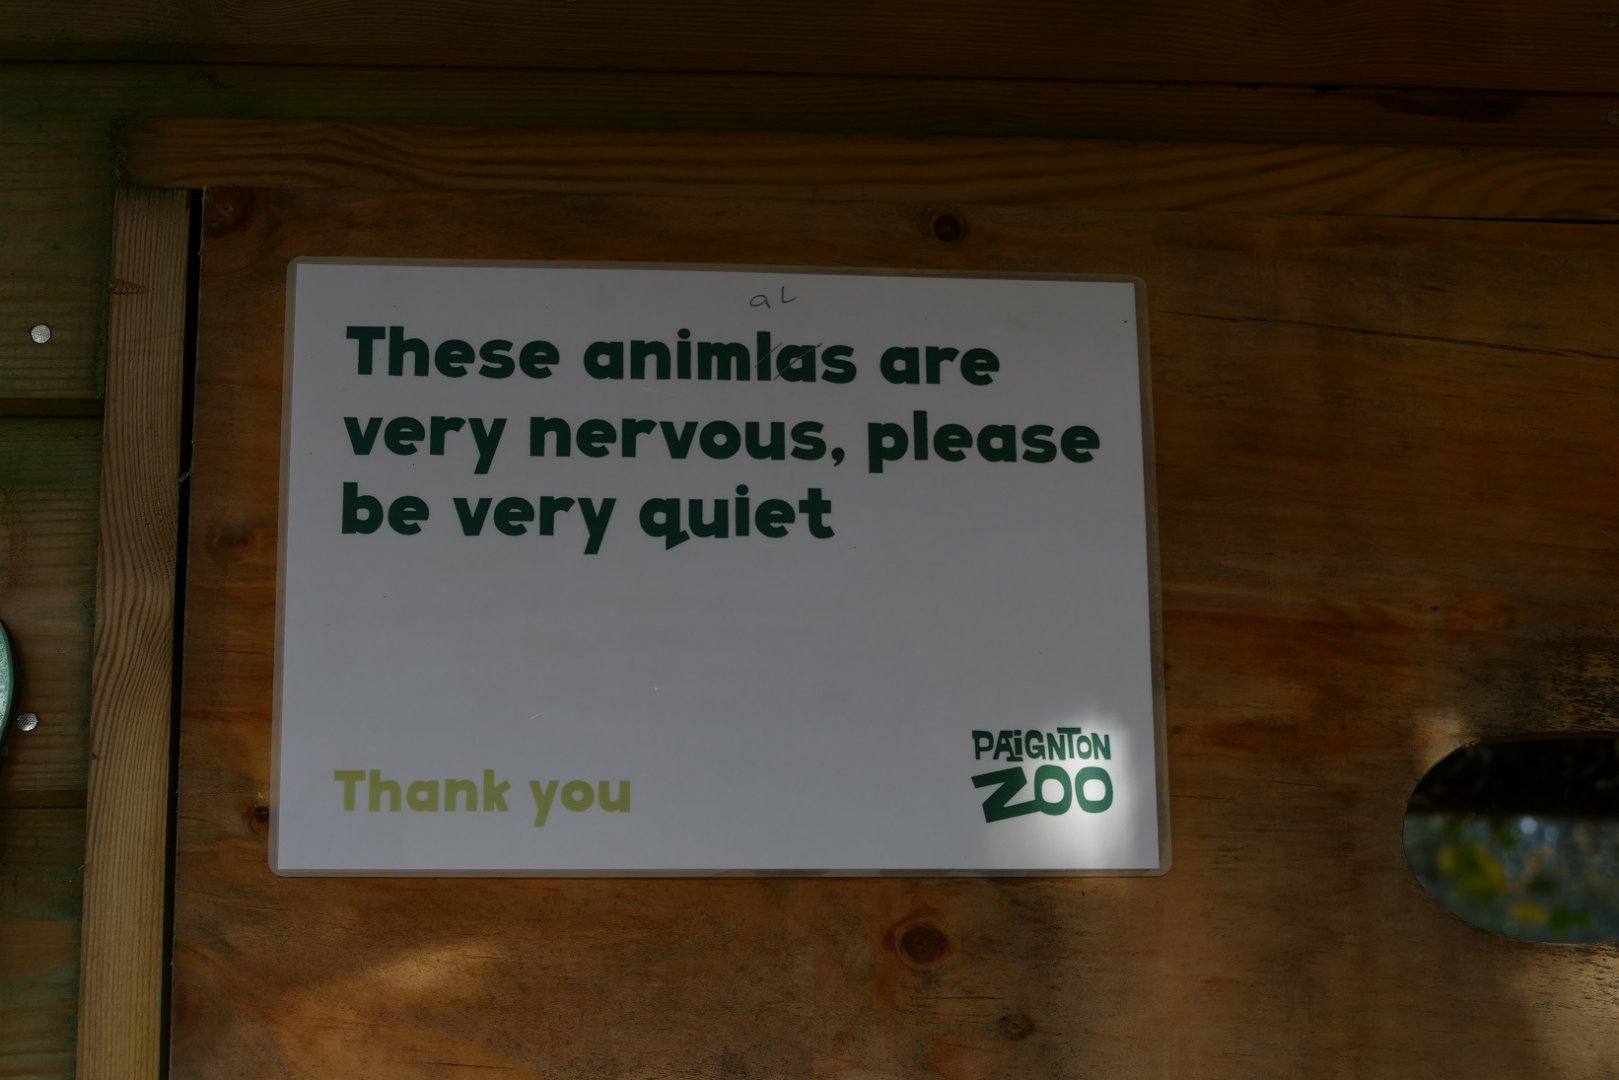 aL
These animlas are
very nervous, please
be very quiet
Thank you
PAiGNTON
ZOO